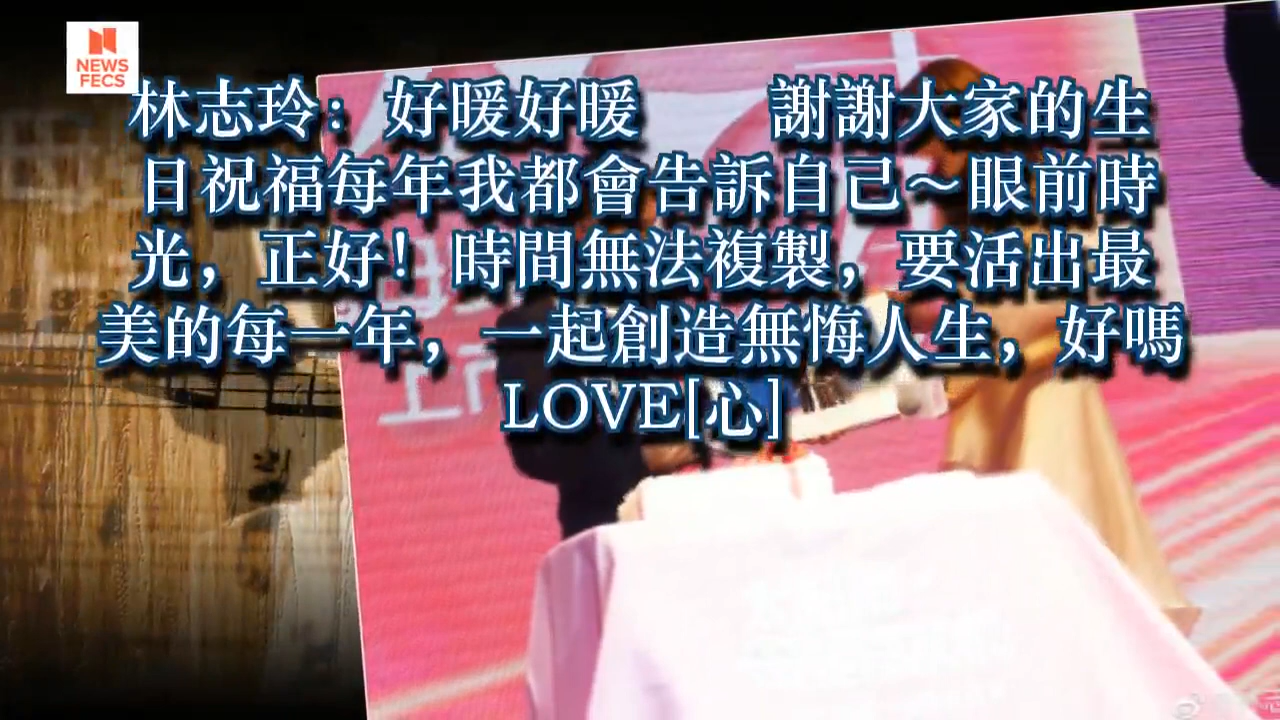 NEWS
FECS
林志玲：好暖好暖　　謝謝大家的生
日祝福每年我都會告訴自己～眼前時
光，正好！時間無法複製，要活出最
美的每一年，一起創造無悔人生，好嗎
LOVE[心]